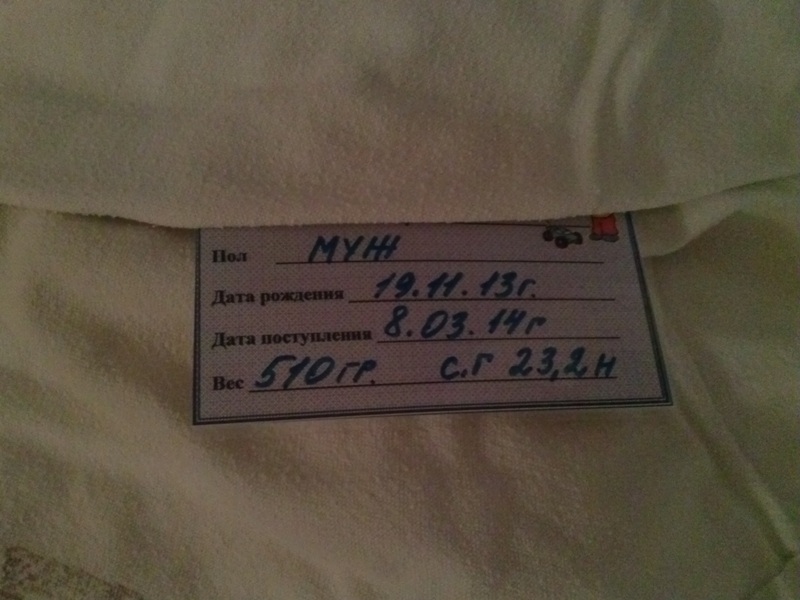 Пол МУЖ
Дата рождения 19.11.13г.
Дата поступления 8.03.14г
Вес 510гр. с.г 23,2н